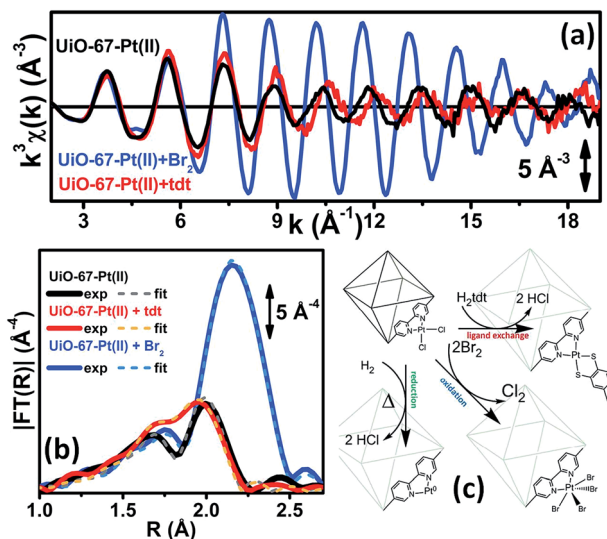 (a)
UiO-67-Pt(II)
UiO-67-Pt(II)+Br₂
UiO-67-Pt(II)+tdt
5 Å⁻³
k³χ(k) (Å⁻³)
3 6 9 12 15 18
k (Å⁻¹)
UiO-67-Pt(II)
exp fit
UiO-67-Pt(II) + tdt
exp fit
UiO-67-Pt(II) + Br₂
exp fit
5 Å⁻⁴
|FT(R)| (Å⁻⁴)
(b)
1.0 1.5 2.0 2.5
R (Å)
H₂tdt
2 HCl
ligand exchange
N
N
Pt
Cl
Cl
2Br₂
H₂
reduction
oxidation
Cl₂
Δ
2 HCl
N
N
Pt
S
S
N
N
Pt⁰
(c)
N
N
Pt
Br
Br
Br
Br